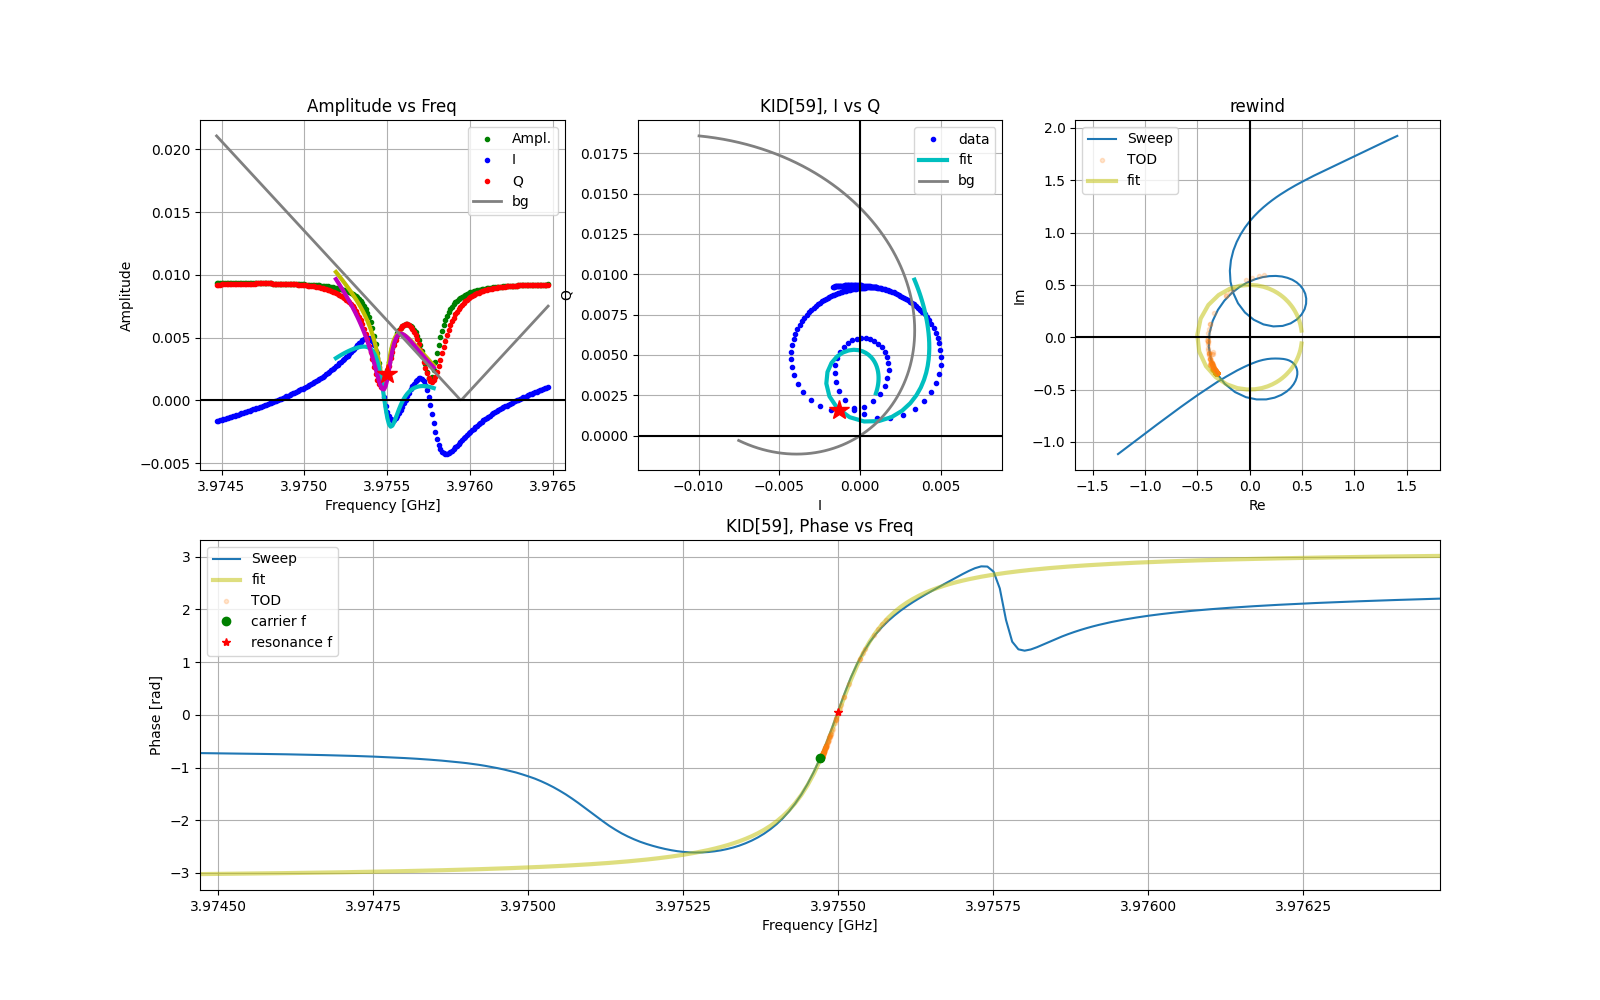 Amplitude vs Freq
Amplitude
0.020
0.015
0.010
0.005
0.000
−0.005
Ampl.
I
Q
bg
3.9745
3.9750
3.9755
3.9760
3.9765
Frequency [GHz]
KID[59], I vs Q
Q
0.0175
0.0150
0.0125
0.0100
0.0075
0.0050
0.0025
0.0000
data
fit
bg
−0.010
−0.005
0.000
0.005
I
rewind
Im
2.0
1.5
1.0
0.5
0.0
−0.5
−1.0
Sweep
TOD
fit
−1.5
−1.0
−0.5
0.0
0.5
1.0
1.5
Re
KID[59], Phase vs Freq
Phase [rad]
3
2
1
0
−1
−2
−3
Sweep
fit
TOD
carrier f
resonance f
3.97450
3.97475
3.97500
3.97525
3.97550
3.97575
3.97600
3.97625
Frequency [GHz]